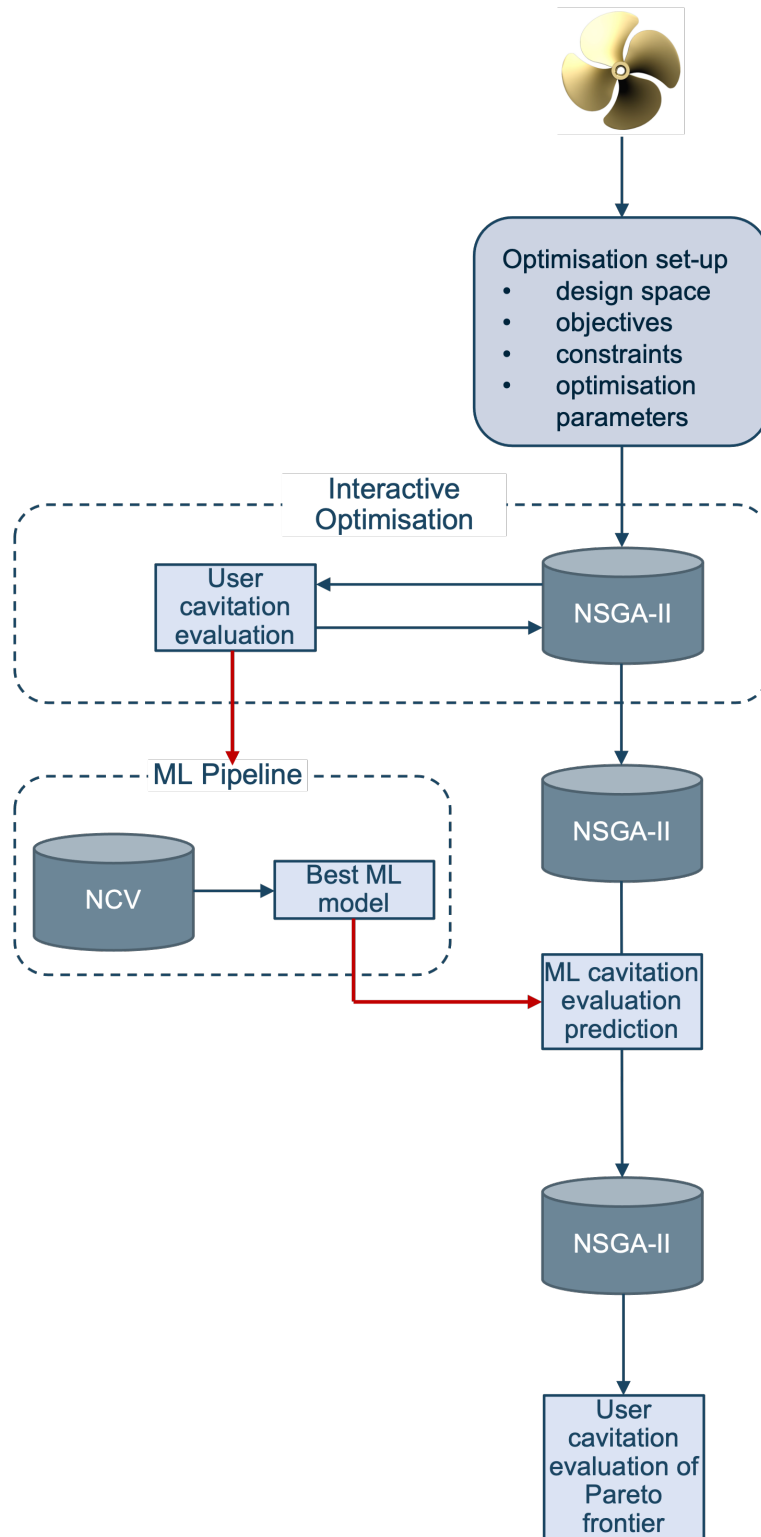 Optimisation set-up
• design space
• objectives
• constraints
• optimisation
parameters
Interactive
Optimisation
User
cavitation
evaluation
NSGA-II
ML Pipeline
NSGA-II
NCV
Best ML
model
ML cavitation
evaluation
prediction
NSGA-II
User
cavitation
evaluation of
Pareto
frontier